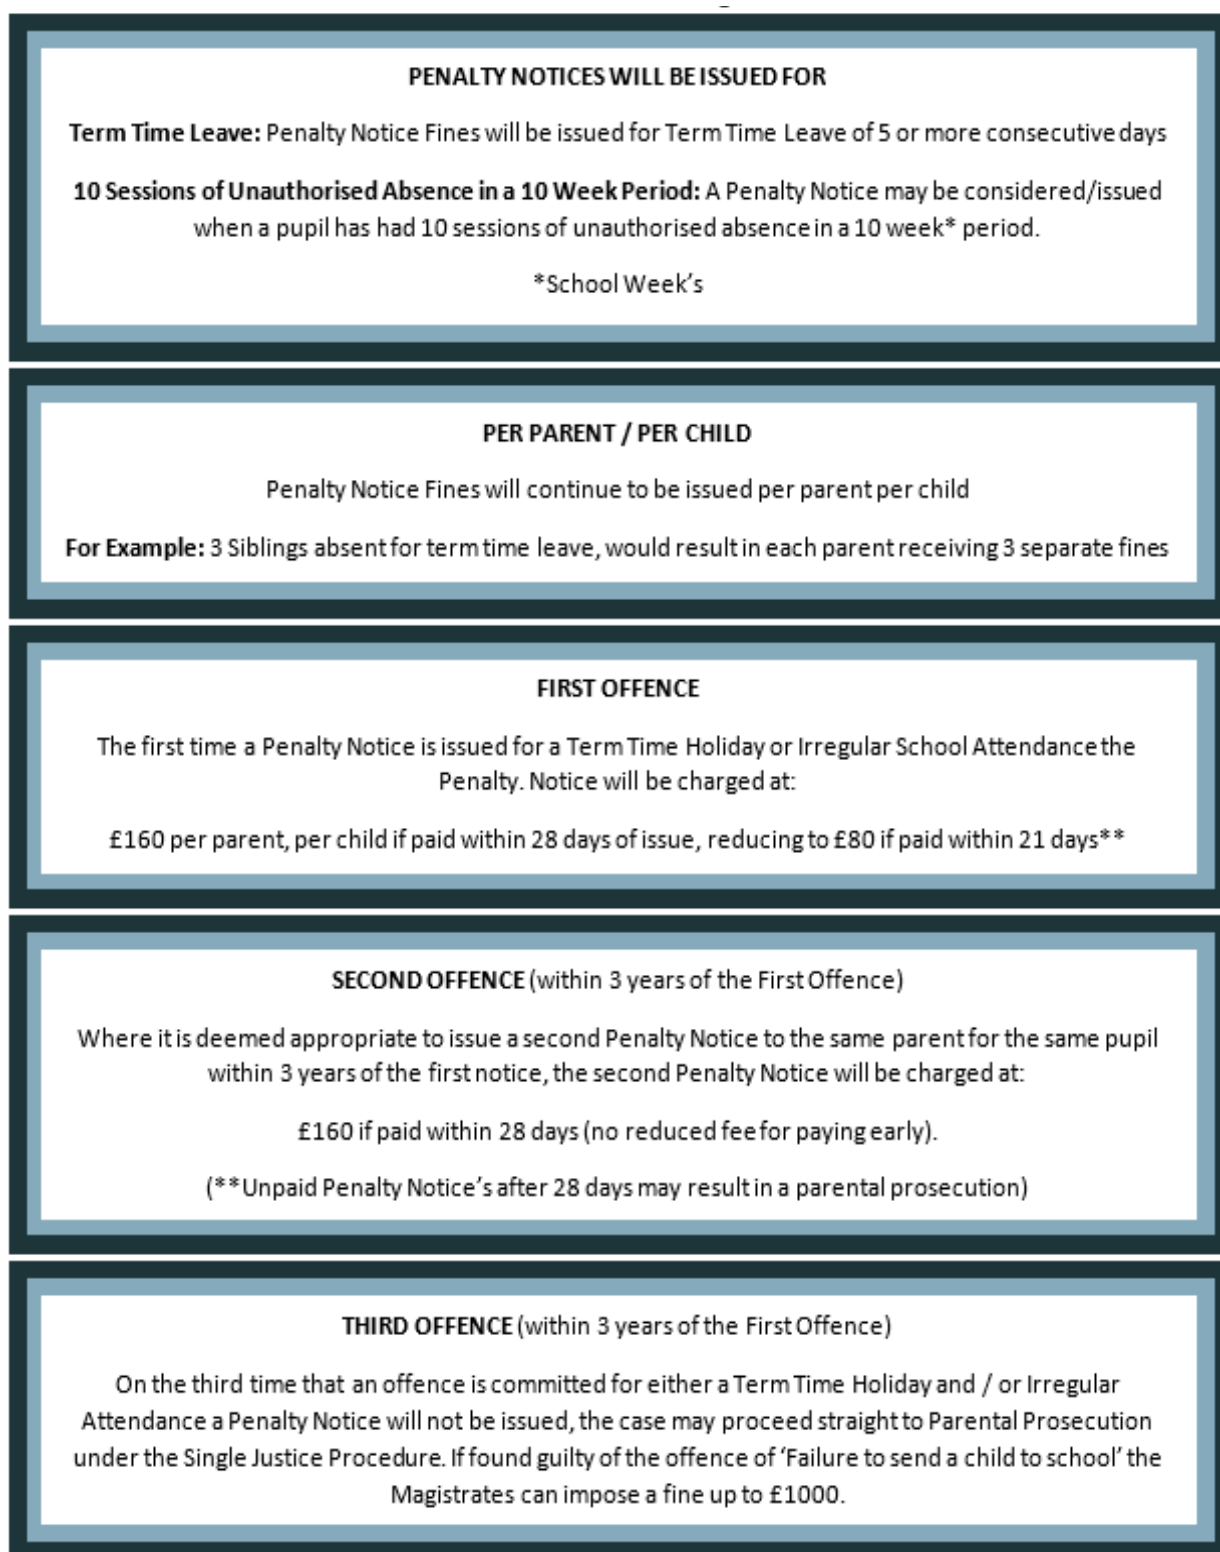 PENALTY NOTICES WILL BE ISSUED FOR
Term Time Leave: Penalty Notice Fines will be issued for Term Time Leave of 5 or more consecutive days
10 Sessions of Unauthorised Absence in a 10 Week Period: A Penalty Notice may be considered/issued
when a pupil has had 10 sessions of unauthorised absence in a 10 week* period.
*School Week's
PER PARENT / PER CHILD
Penalty Notice Fines will continue to be issued per parent per child
For Example: 3 Siblings absent for term time leave, would result in each parent receiving 3 separate fines
FIRST OFFENCE
The first time a Penalty Notice is issued for a Term Time Holiday or Irregular School Attendance the
Penalty. Notice will be charged at:
£160 per parent, per child if paid within 28 days of issue, reducing to £80 if paid within 21 days**
SECOND OFFENCE (within 3 years of the First Offence)
Where it is deemed appropriate to issue a second Penalty Notice to the same parent for the same pupil
within 3 years of the first notice, the second Penalty Notice will be charged at:
£160 if paid within 28 days (no reduced fee for paying early).
(**Unpaid Penalty Notice's after 28 days may result in a parental prosecution)
THIRD OFFENCE (within 3 years of the First Offence)
On the third time that an offence is committed for either a Term Time Holiday and / or Irregular
Attendance a Penalty Notice will not be issued, the case may proceed straight to Parental Prosecution
under the Single Justice Procedure. If found guilty of the offence of 'Failure to send a child to school' the
Magistrates can impose a fine up to £1000.